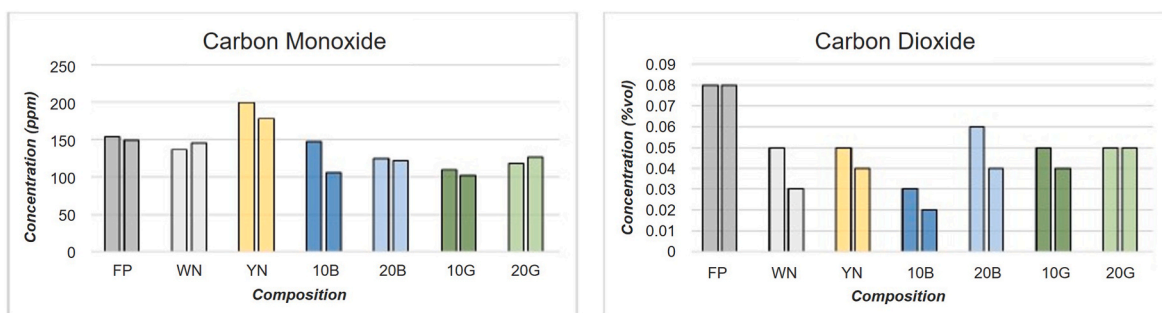 Carbon Monoxide
Concentration (ppm)
250
200
150
100
50
0
FP WN YN 10B 20B 10G 20G
Composition
Carbon Dioxide
Concentration (%vol)
0.09
0.08
0.07
0.06
0.05
0.04
0.03
0.02
0.01
0
FP WN YN 10B 20B 10G 20G
Composition